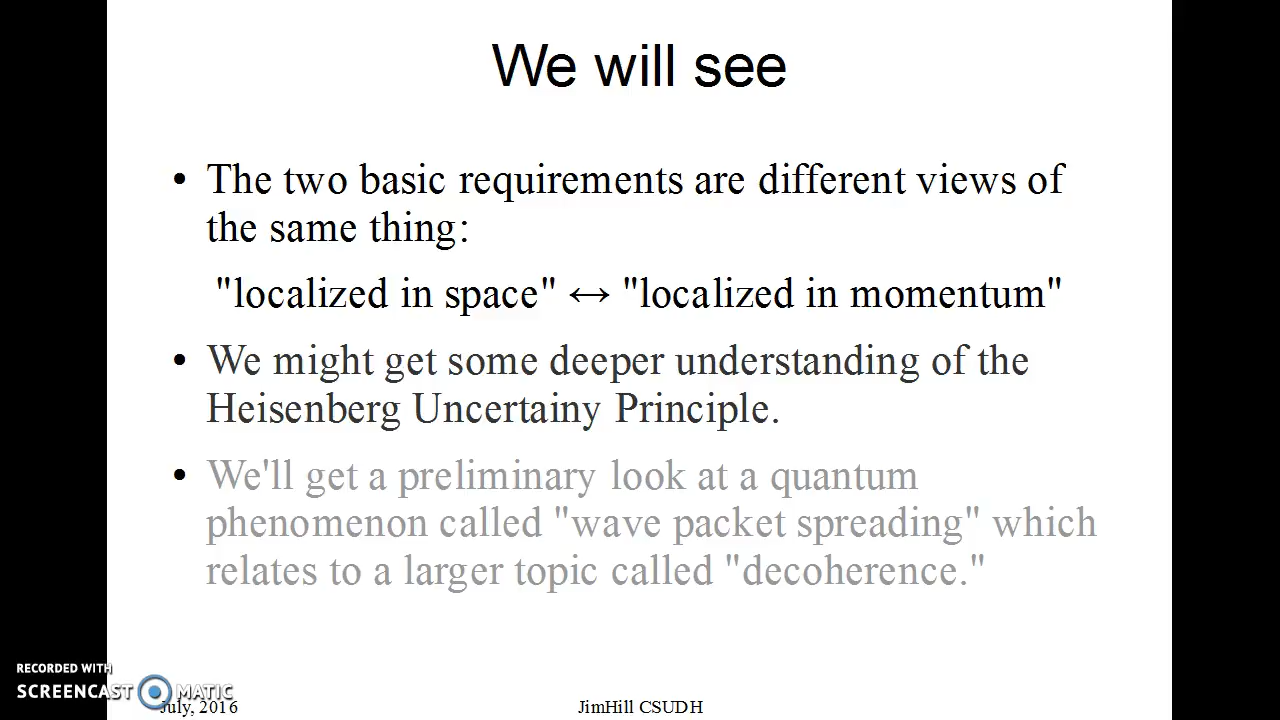 We will see
• The two basic requirements are different views of
the same thing:
"localized in space" ↔ "localized in momentum"
• We might get some deeper understanding of the
Heisenberg Uncertainy Principle.
• We'll get a preliminary look at a quantum
phenomenon called "wave packet spreading" which
relates to a larger topic called "decoherence."
RECORDED WITH
SCREENCAST MATIC
July, 2016
JimHill CSUDH